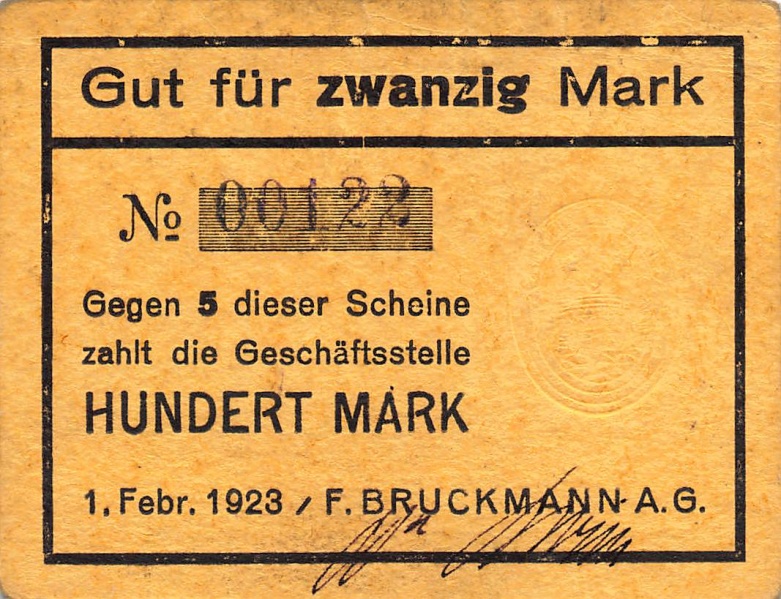 Gut für zwanzig Mark
No 00122
Gegen 5 dieser Scheine
zahlt die Geschäftsstelle
HUNDERT MARK
1. Febr. 1923 / F. BRUCKMANN A.G.